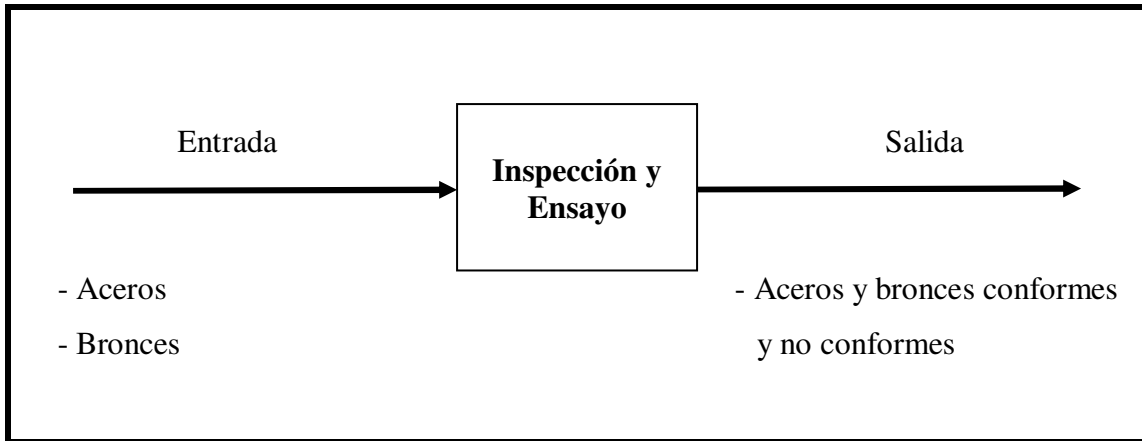 Entrada
Inspección y
Ensayo
Salida
- Aceros
- Bronces
- Aceros y bronces conformes
y no conformes